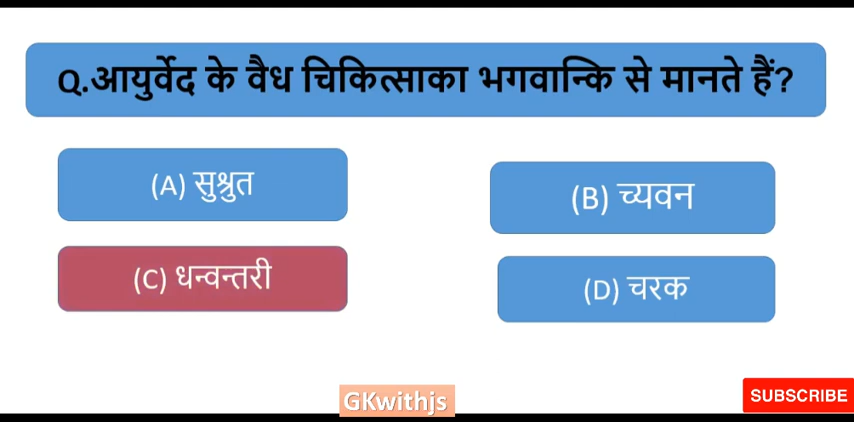 Q.आयुर्वेद के वैध चिकित्साका भगवान्कि से मानते हैं?
(A) सुश्रुत
(B) च्यवन
(C) धन्वन्तरी
(D) चरक
GKwithjs
SUBSCRIBE